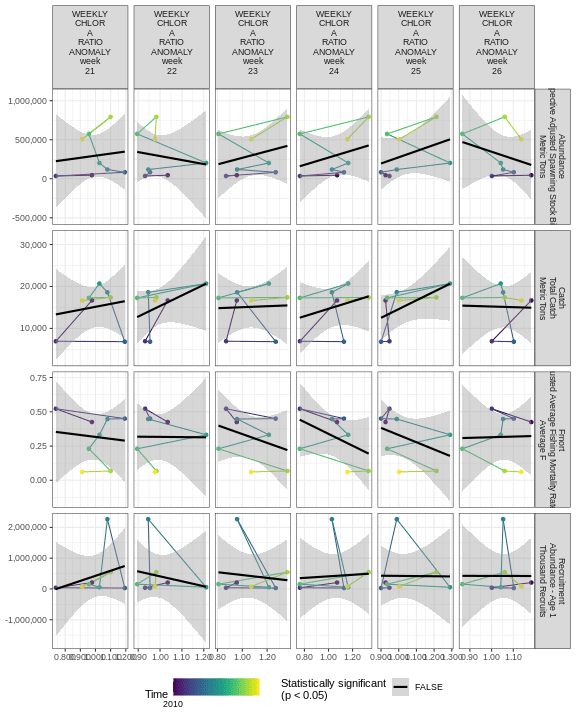 WEEKLY WEEKLY WEEKLY WEEKLY WEEKLY WEEKLY
CHLOR CHLOR CHLOR CHLOR CHLOR CHLOR
A A A A A A
RATIO RATIO RATIO RATIO RATIO RATIO
ANOMALY ANOMALY ANOMALY ANOMALY ANOMALY ANOMALY
week week week week week week
21 22 23 24 25 26
1,000,000
500,000
0
-500,000
Abundance
Adjusted Spawning Stock
Metric Tons
30,000
20,000
10,000
Catch
Total Catch
Metric Tons
0.75
0.50
0.25
0.00
Fmort
Average Fishing Mortality
Average F
2,000,000
1,000,000
0
-1,000,000
Recruitment
Abundance - Age 1
Thousand Recruits
0.80 1.20 0.90 1.00 1.10 1.20 0.80 1.00 1.20 0.80 1.00 1.20 0.90 1.00 1.10 1.20 1.30 0.90 1.00 1.10
Time
2010
Statistically significant
(p < 0.05)
FALSE